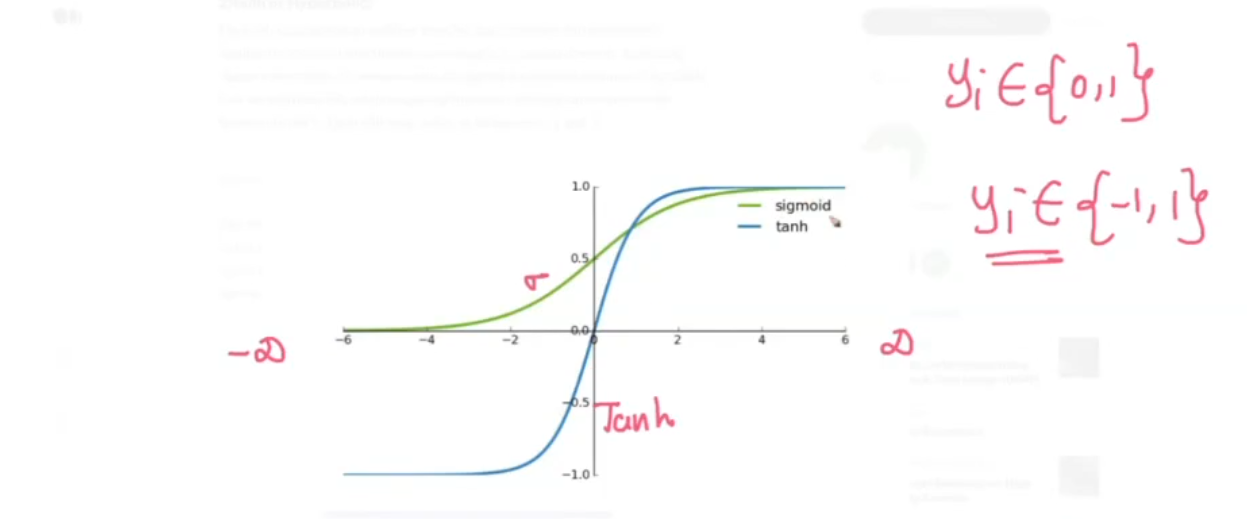 yᵢ ∈ {0,1}
1.0
sigmoid
tanh
yᵢ ∈ {-1,1}
0.5
σ
0.0
-∞
−6 −4 −2 0 2 4 6
∞
−0.5
Tanh
−1.0